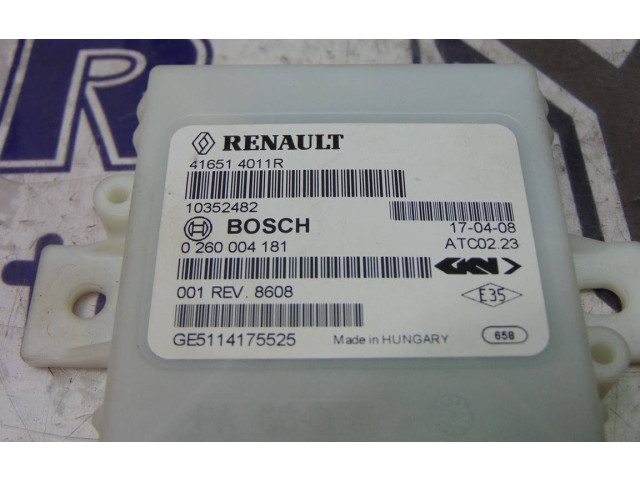 RENAULT
41651 4011R
10352482
BOSCH
17-04-08
0 260 004 181
ATC02.23
GKN
001 REV. 8608
E35
GE5114175525
Made in HUNGARY
658